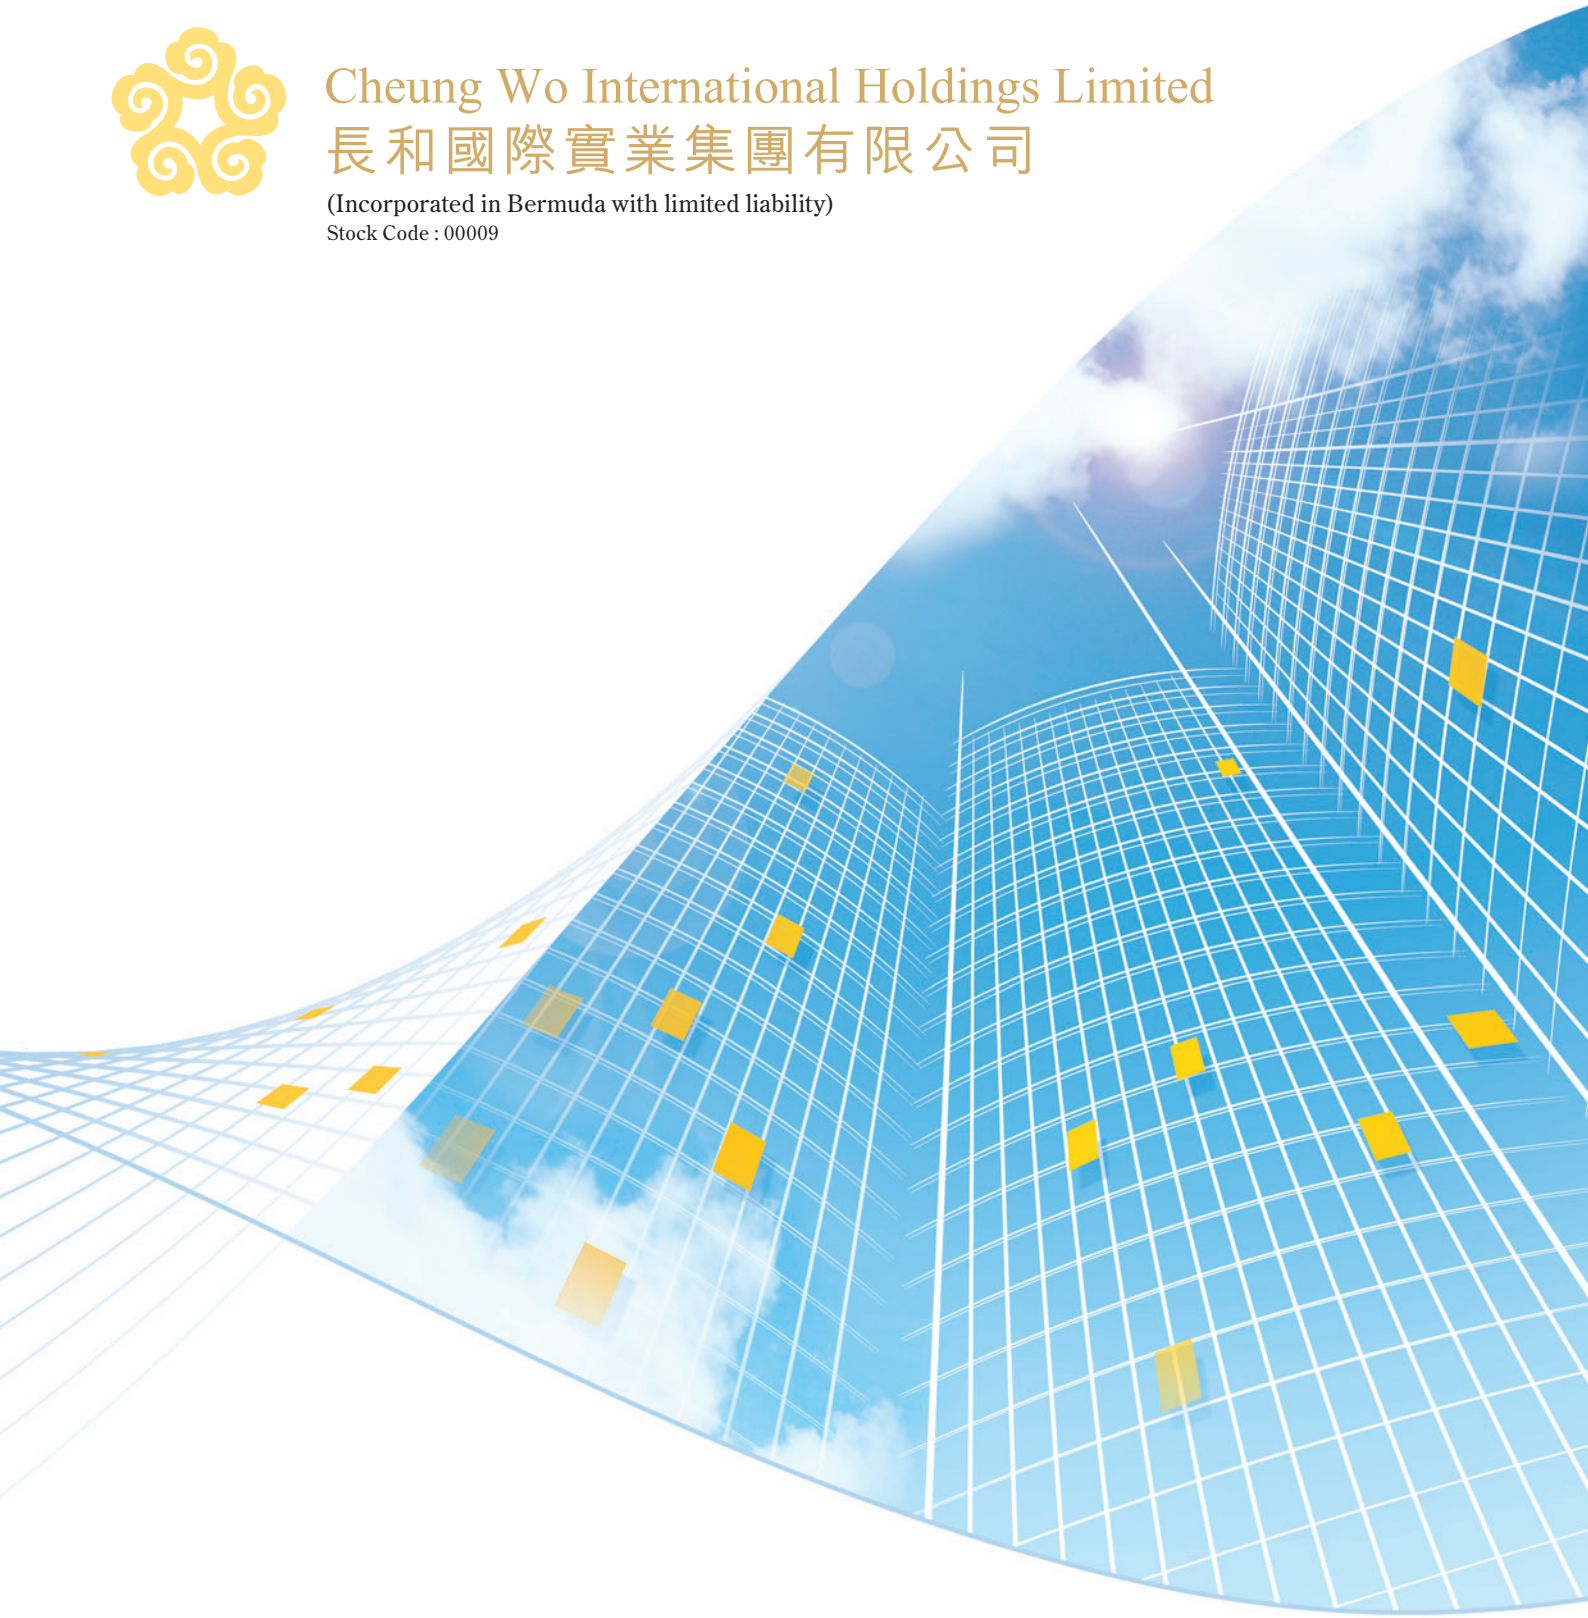 Cheung Wo International Holdings Limited
長和國際實業集團有限公司
(Incorporated in Bermuda with limited liability)
Stock Code : 00009